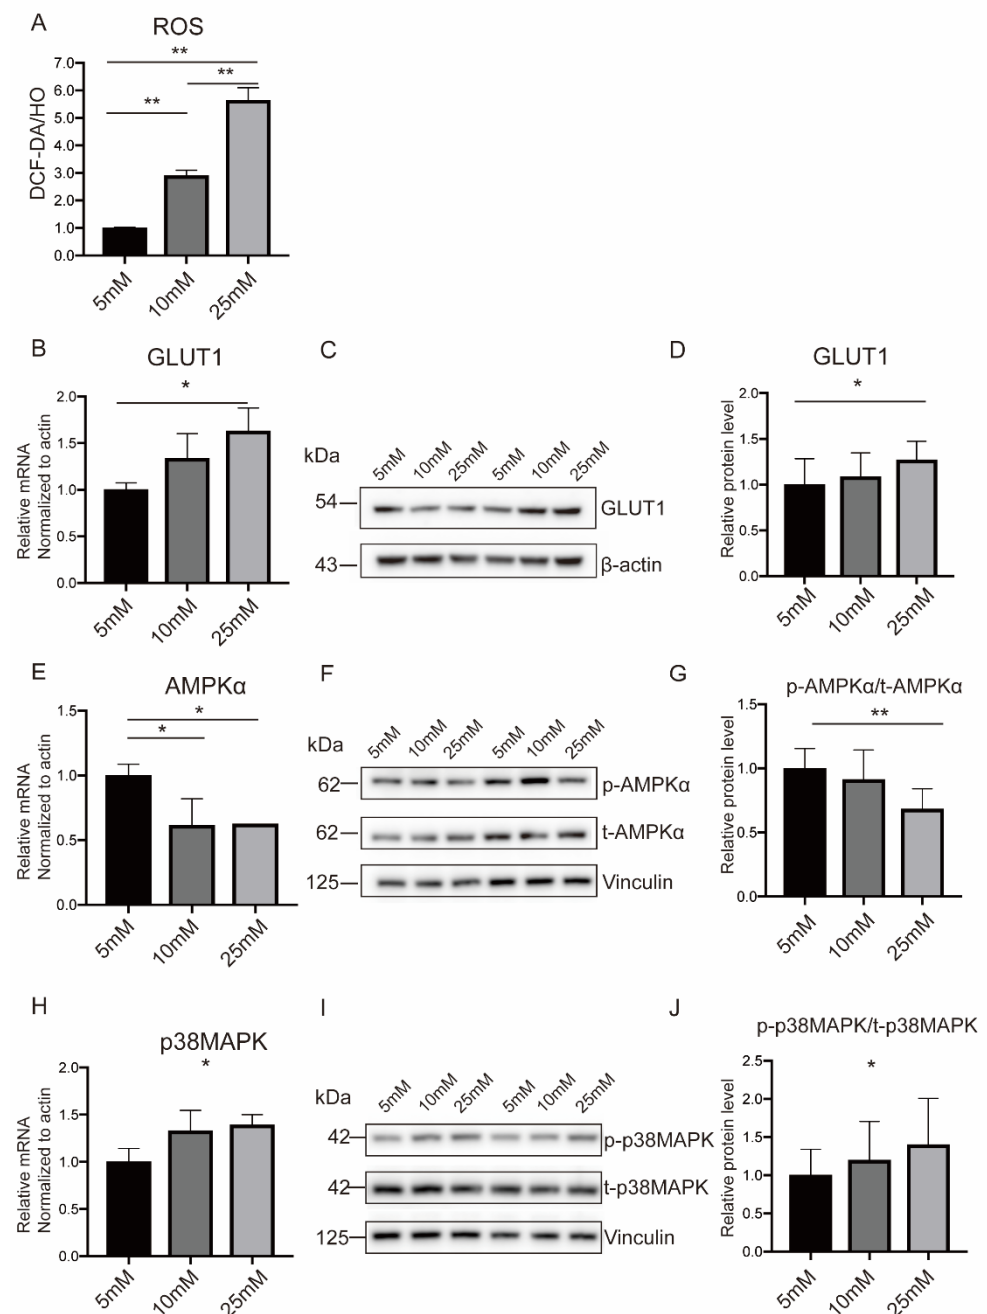 A
ROS
**
**
**
DCF-DA/HO
7.0
6.0
5.0
4.0
3.0
2.0
1.0
0.0
5mM
10mM
25mM
B
GLUT1
*
Relative mRNA
Normalized to actin
2.0
1.5
1.0
0.5
0.0
5mM
10mM
25mM
C
kDa
5mM 10mM 25mM 5mM 10mM 25mM
54 GLUT1
43 β-actin
D
GLUT1
*
Relative protein level
2.0
1.5
1.0
0.5
0.0
5mM
10mM
25mM
E
AMPKα
*
*
Relative mRNA
Normalized to actin
1.5
1.0
0.5
0.0
5mM
10mM
25mM
F
kDa
5mM 10mM 25mM 5mM 10mM 25mM
62 p-AMPKα
62 t-AMPKα
125 Vinculin
G
p-AMPKα/t-AMPKα
**
Relative protein level
1.5
1.0
0.5
0.0
5mM
10mM
25mM
H
p38MAPK
*
Relative mRNA
Normalized to actin
2.0
1.5
1.0
0.5
0.0
5mM
10mM
25mM
I
kDa
5mM 10mM 25mM 5mM 10mM 25mM
42 p-p38MAPK
42 t-p38MAPK
125 Vinculin
J
p-p38MAPK/t-p38MAPK
*
Relative protein level
2.5
2.0
1.5
1.0
0.5
0.0
5mM
10mM
25mM